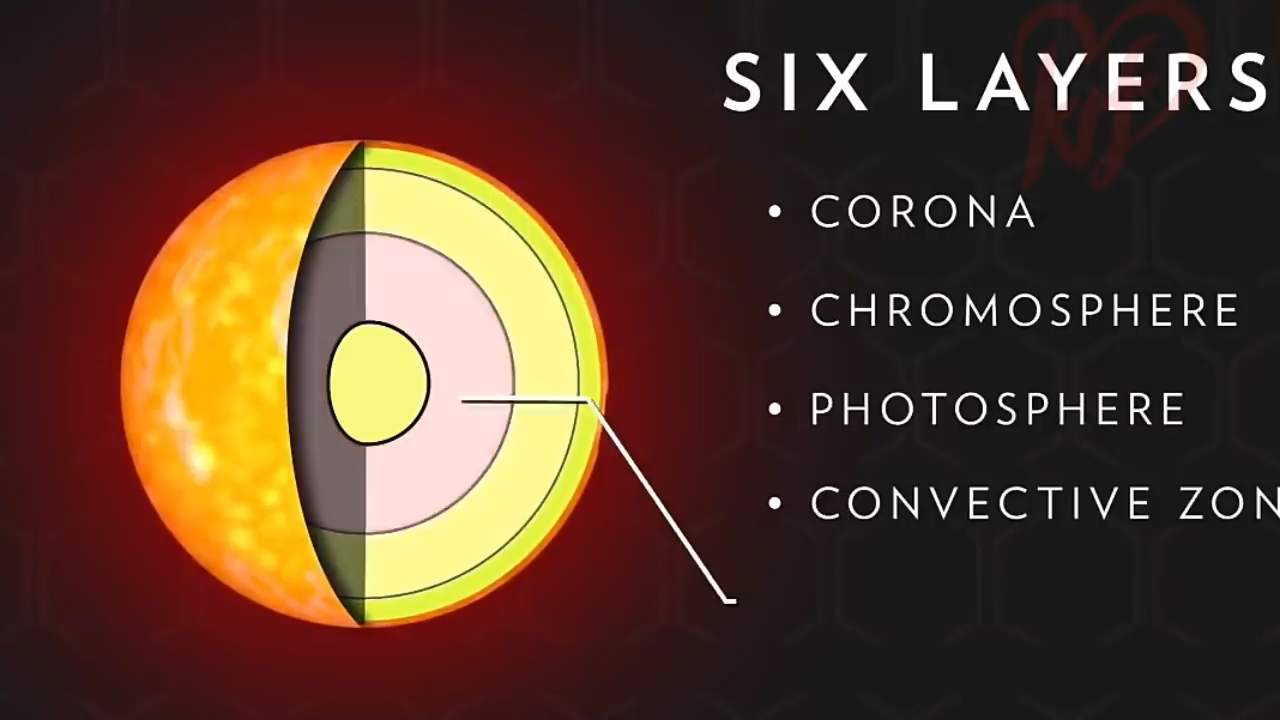 SIX LAYERS
• CORONA
• CHROMOSPHERE
• PHOTOSPHERE
• CONVECTIVE ZON